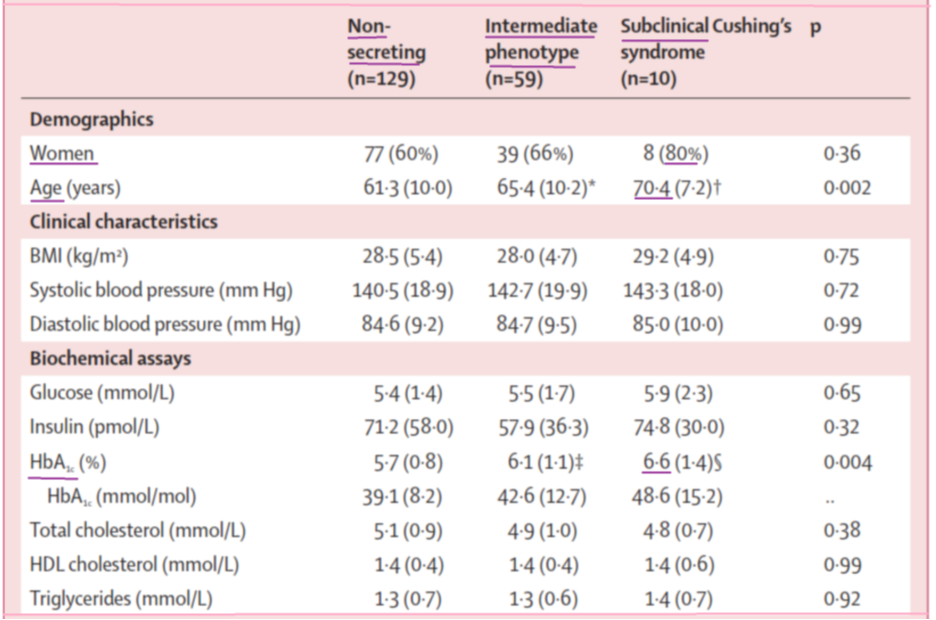 Non-secreting (n=129) Intermediate phenotype (n=59) Subclinical Cushing's syndrome (n=10) p
Demographics
Women 77 (60%) 39 (66%) 8 (80%) 0·36
Age (years) 61·3 (10·0) 65·4 (10·2)* 70·4 (7·2)† 0·002
Clinical characteristics
BMI (kg/m²) 28·5 (5·4) 28·0 (4·7) 29·2 (4·9) 0·75
Systolic blood pressure (mm Hg) 140·5 (18·9) 142·7 (19·9) 143·3 (18·0) 0·72
Diastolic blood pressure (mm Hg) 84·6 (9·2) 84·7 (9·5) 85·0 (10·0) 0·99
Biochemical assays
Glucose (mmol/L) 5·4 (1·4) 5·5 (1·7) 5·9 (2·3) 0·65
Insulin (pmol/L) 71·2 (58·0) 57·9 (36·3) 74·8 (30·0) 0·32
HbA1c (%) 5·7 (0·8) 6·1 (1·1)‡ 6·6 (1·4)§ 0·004
HbA1c (mmol/mol) 39·1 (8·2) 42·6 (12·7) 48·6 (15·2) ..
Total cholesterol (mmol/L) 5·1 (0·9) 4·9 (1·0) 4·8 (0·7) 0·38
HDL cholesterol (mmol/L) 1·4 (0·4) 1·4 (0·4) 1·4 (0·6) 0·99
Triglycerides (mmol/L) 1·3 (0·7) 1·3 (0·6) 1·4 (0·7) 0·92